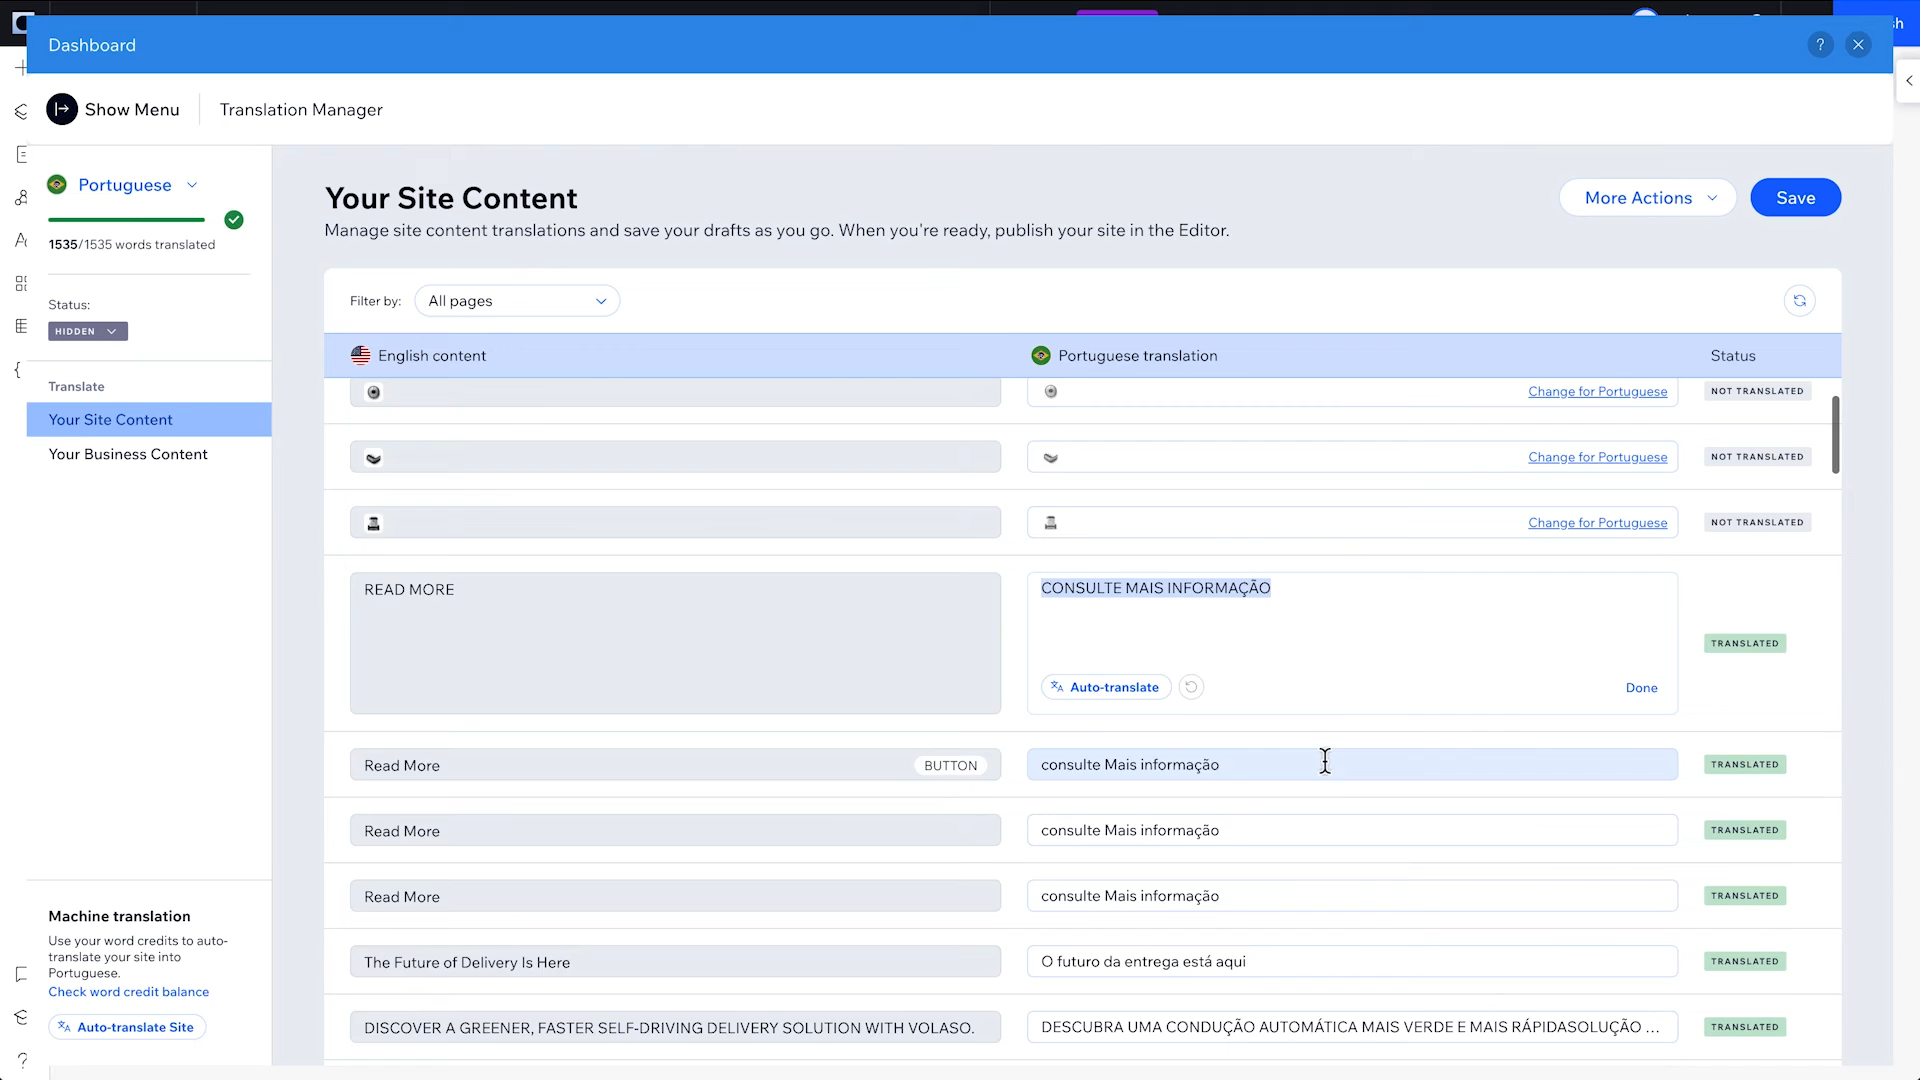 sh
Dashboard
?
Show Menu
Translation Manager
Portuguese
1535/1535 words translated
Status:
HIDDEN
Translate
Your Site Content
Your Business Content
Machine translation
Use your word credits to auto-
translate your site into
Portuguese.
Check word credit balance
Auto-translate Site
Your Site Content
Manage site content translations and save your drafts as you go. When you're ready, publish your site in the Editor.
More Actions
Save
Filter by:
All pages
English content
Portuguese translation
Status
Change for Portuguese
NOT TRANSLATED
Change for Portuguese
NOT TRANSLATED
Change for Portuguese
NOT TRANSLATED
READ MORE
CONSULTE MAIS INFORMAÇÃO
Auto-translate
Done
TRANSLATED
Read More
BUTTON
consulte Mais informação
TRANSLATED
Read More
consulte Mais informação
TRANSLATED
Read More
consulte Mais informação
TRANSLATED
The Future of Delivery Is Here
O futuro da entrega está aqui
TRANSLATED
DISCOVER A GREENER, FASTER SELF-DRIVING DELIVERY SOLUTION WITH VOLASO.
DESCUBRA UMA CONDUÇÃO AUTOMÁTICA MAIS VERDE E MAIS RÁPIDASOLUÇÃO ...
TRANSLATED